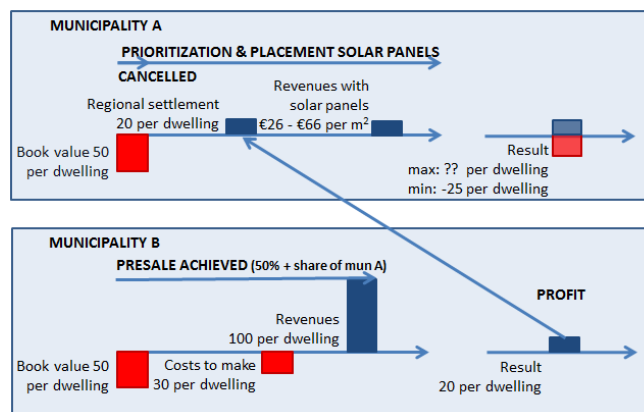 MUNICIPALITY A
PRIORITIZATION & PLACEMENT SOLAR PANELS
CANCELLED
Regional settlement
20 per dwelling
Revenues with
solar panels
€26 - €66 per m²
Book value 50
per dwelling
Result
max: ?? per dwelling
min: -25 per dwelling
MUNICIPALITY B
PRESALE ACHIEVED (50% + share of mun A)
PROFIT
Revenues
100 per dwelling
Book value 50
per dwelling
Costs to make
30 per dwelling
Result
20 per dwelling